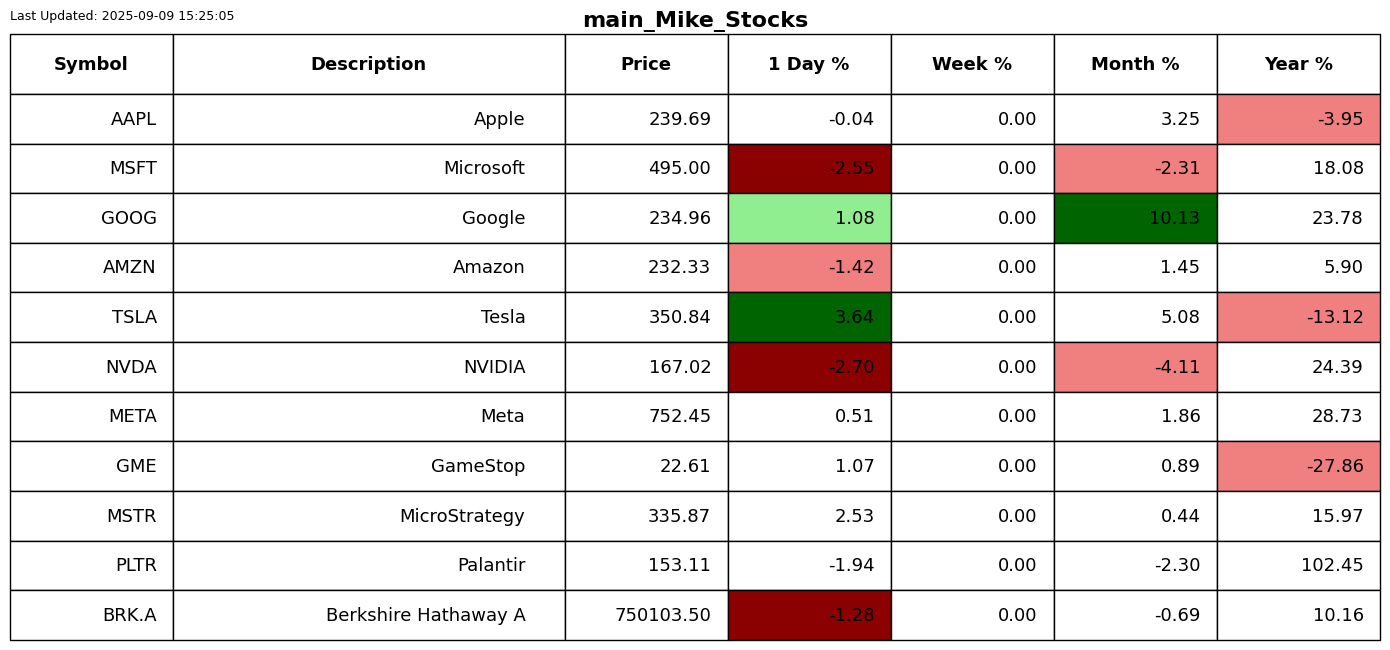 Last Updated: 2025-09-09 15:25:05
main_Mike_Stocks
Symbol Description Price 1 Day % Week % Month % Year %
AAPL Apple 239.69 -0.04 0.00 3.25 -3.95
MSFT Microsoft 495.00 -2.55 0.00 -2.31 18.08
GOOG Google 234.96 1.08 0.00 10.13 23.78
AMZN Amazon 232.33 -1.42 0.00 1.45 5.90
TSLA Tesla 350.84 3.64 0.00 5.08 -13.12
NVDA NVIDIA 167.02 -2.70 0.00 -4.11 24.39
META Meta 752.45 0.51 0.00 1.86 28.73
GME GameStop 22.61 1.07 0.00 0.89 -27.86
MSTR MicroStrategy 335.87 2.53 0.00 0.44 15.97
PLTR Palantir 153.11 -1.94 0.00 -2.30 102.45
BRK.A Berkshire Hathaway A 750103.50 -1.28 0.00 -0.69 10.16